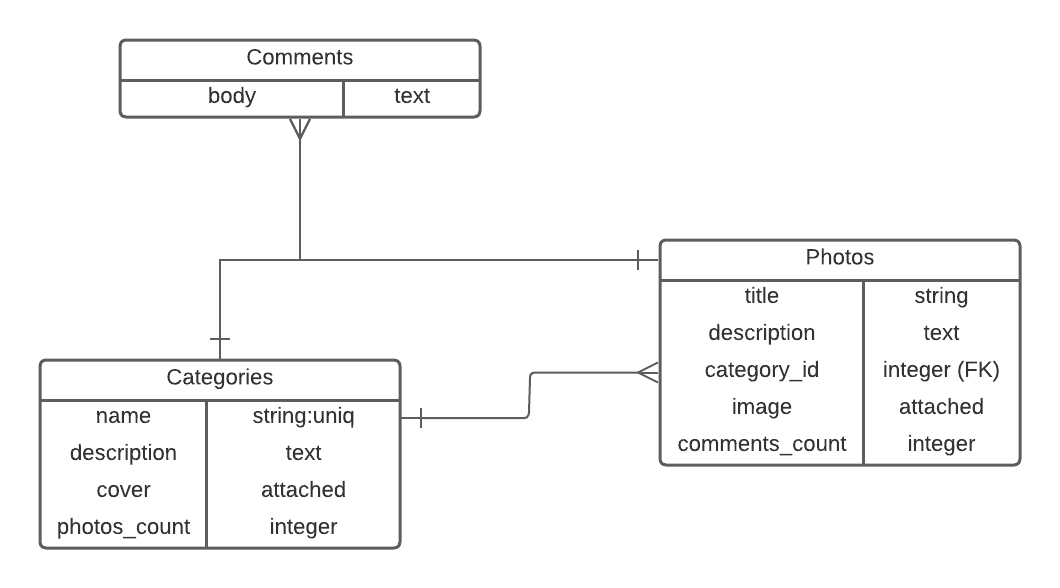 Comments
body text
Photos
title string
description text
category_id integer (FK)
image attached
comments_count integer
Categories
name string:uniq
description text
cover attached
photos_count integer